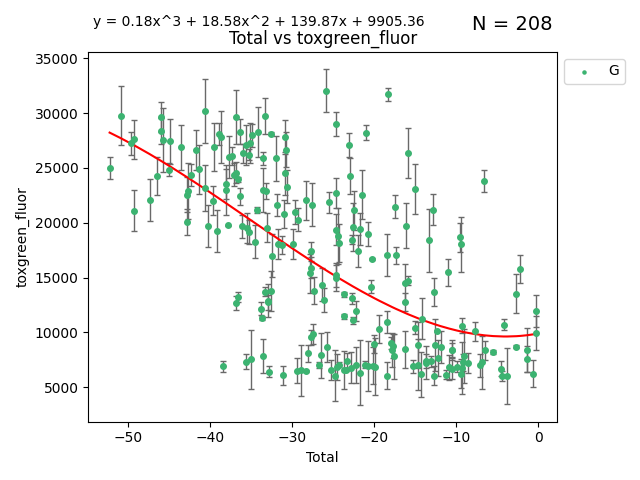 y = 0.18x^3 + 18.58x^2 + 139.87x + 9905.36
N = 208
Total vs toxgreen_fluor
G
toxgreen_fluor
35000
30000
25000
20000
15000
10000
5000
−50
−40
−30
−20
−10
0
Total